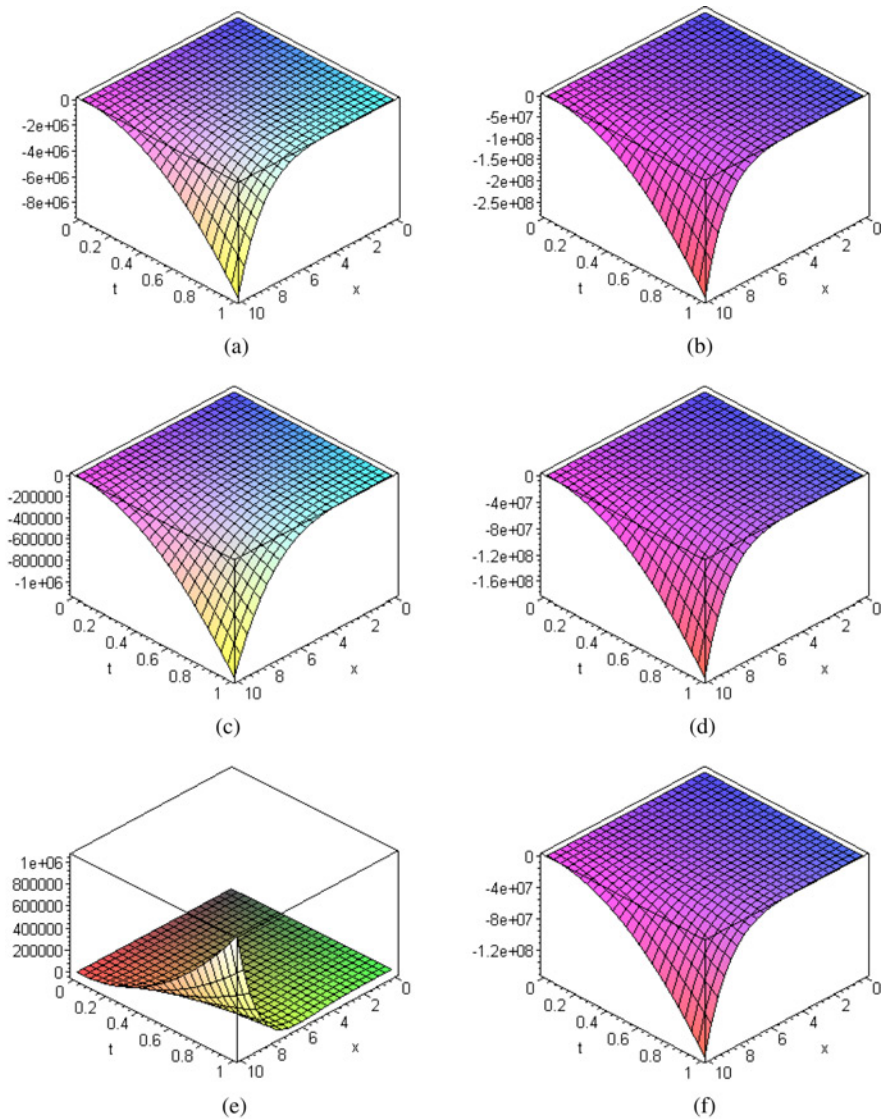 0
-2e+06
-4e+06
-6e+06
-8e+06
0
0.2
0.4
0.6
0.8
1
t
10
8
6
4
2
0
x
(a)
0
-5e+07
-1e+08
-1.5e+08
-2e+08
-2.5e+08
0
0.2
0.4
0.6
0.8
1
t
10
8
6
4
2
0
x
(b)
0
-200000
-400000
-600000
-800000
-1e+06
0
0.2
0.4
0.6
0.8
1
t
10
8
6
4
2
0
x
(c)
0
-4e+07
-8e+07
-1.2e+08
-1.6e+08
0
0.2
0.4
0.6
0.8
1
t
10
8
6
4
2
0
x
(d)
1e+06
800000
600000
400000
200000
0
0
0.2
0.4
0.6
0.8
1
t
10
8
6
4
2
0
x
(e)
0
-4e+07
-8e+07
-1.2e+08
0
0.2
0.4
0.6
0.8
1
t
10
8
6
4
2
0
x
(f)